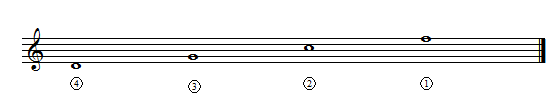 ④ ③ ② ①